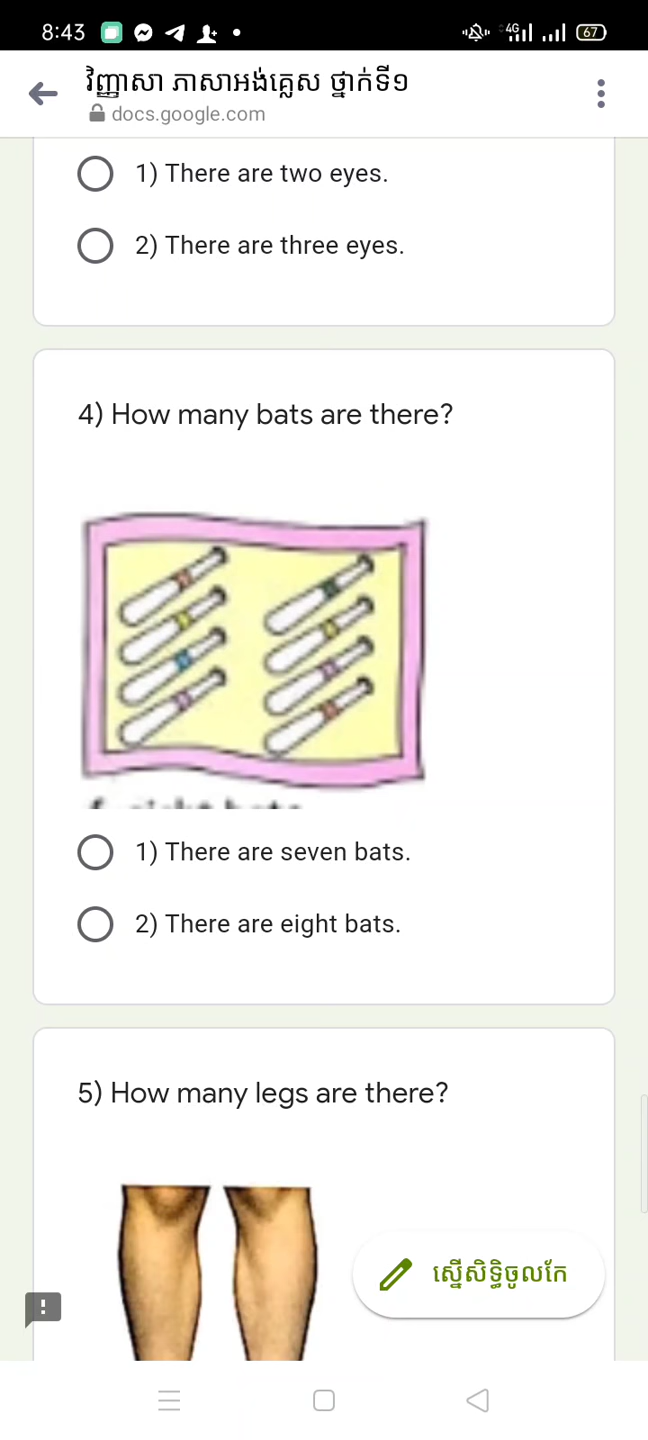 8:43
4G
67
វិញ្ញាសា ភាសាអង់គ្លេស ថ្នាក់ទី១
docs.google.com
1) There are two eyes.
2) There are three eyes.
4) How many bats are there?
1) There are seven bats.
2) There are eight bats.
5) How many legs are there?
ស្នើសិទ្ធិចូលកែ